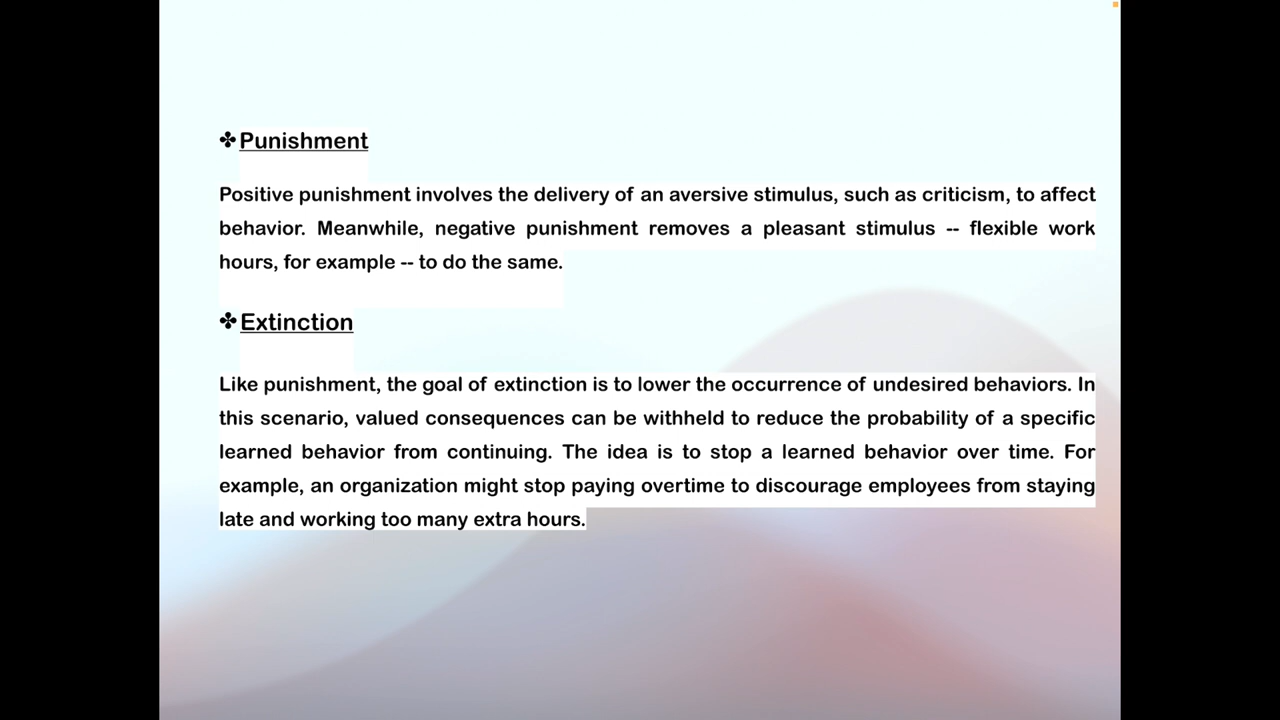 ✤Punishment
Positive punishment involves the delivery of an aversive stimulus, such as criticism, to affect
behavior. Meanwhile, negative punishment removes a pleasant stimulus -- flexible work
hours, for example -- to do the same.
✤Extinction
Like punishment, the goal of extinction is to lower the occurrence of undesired behaviors. In
this scenario, valued consequences can be withheld to reduce the probability of a specific
learned behavior from continuing. The idea is to stop a learned behavior over time. For
example, an organization might stop paying overtime to discourage employees from staying
late and working too many extra hours.